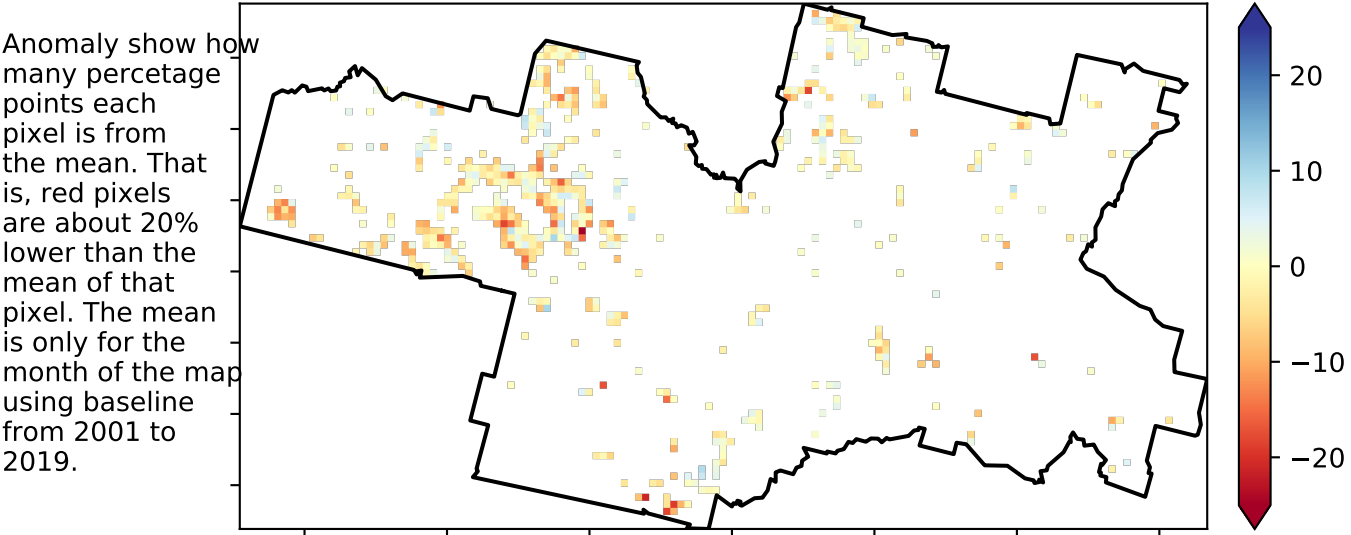 Anomaly show how
many percetage
points each
pixel is from
the mean. That
is, red pixels
are about 20%
lower than the
mean of that
pixel. The mean
is only for the
month of the map
using baseline
from 2001 to
2019.
20
10
0
−10
−20